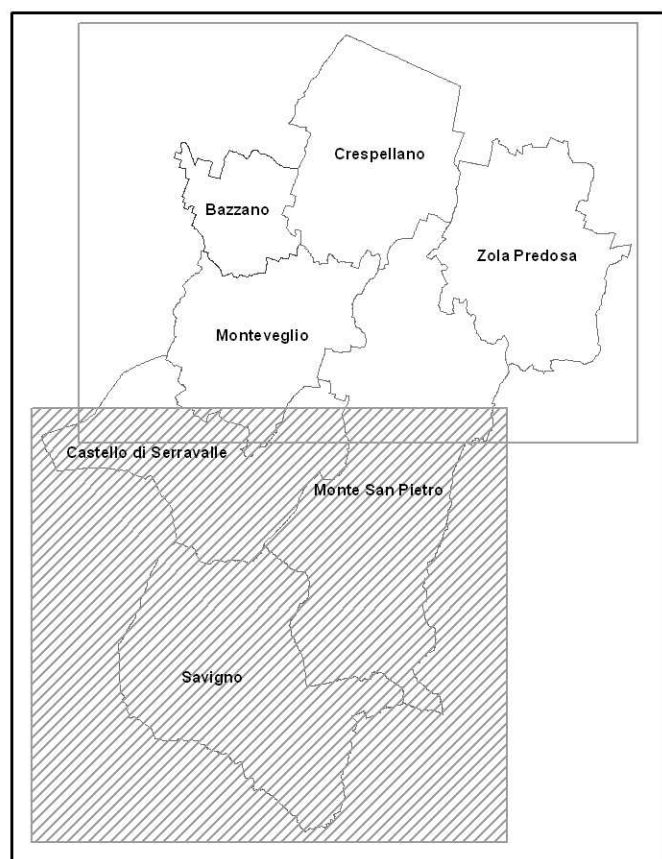 Crespellano
Bazzano
Zola Predosa
Monteveglio
Castello di Serravalle
Monte San Pietro
Savigno